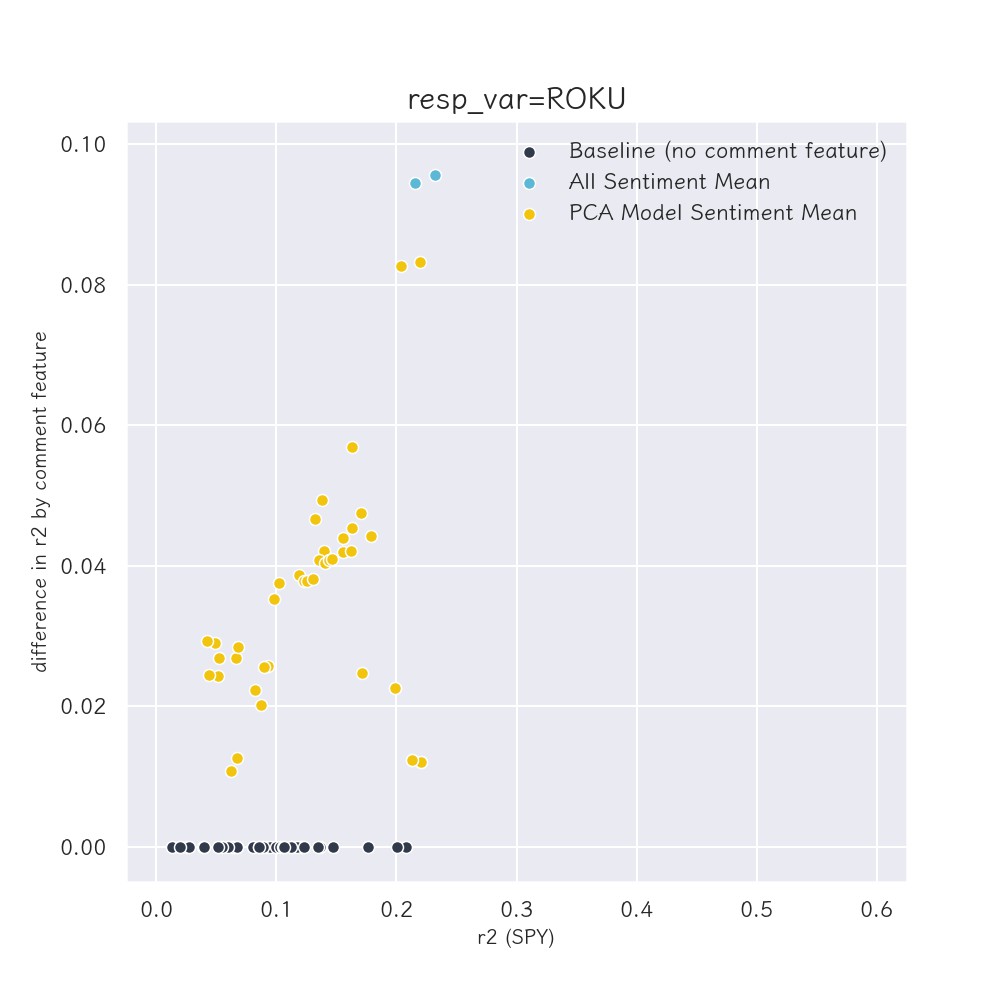 resp_var=ROKU
Baseline (no comment feature)
All Sentiment Mean
PCA Model Sentiment Mean
difference in r2 by comment feature
0.10
0.08
0.06
0.04
0.02
0.00
0.0 0.1 0.2 0.3 0.4 0.5 0.6
r2 (SPY)